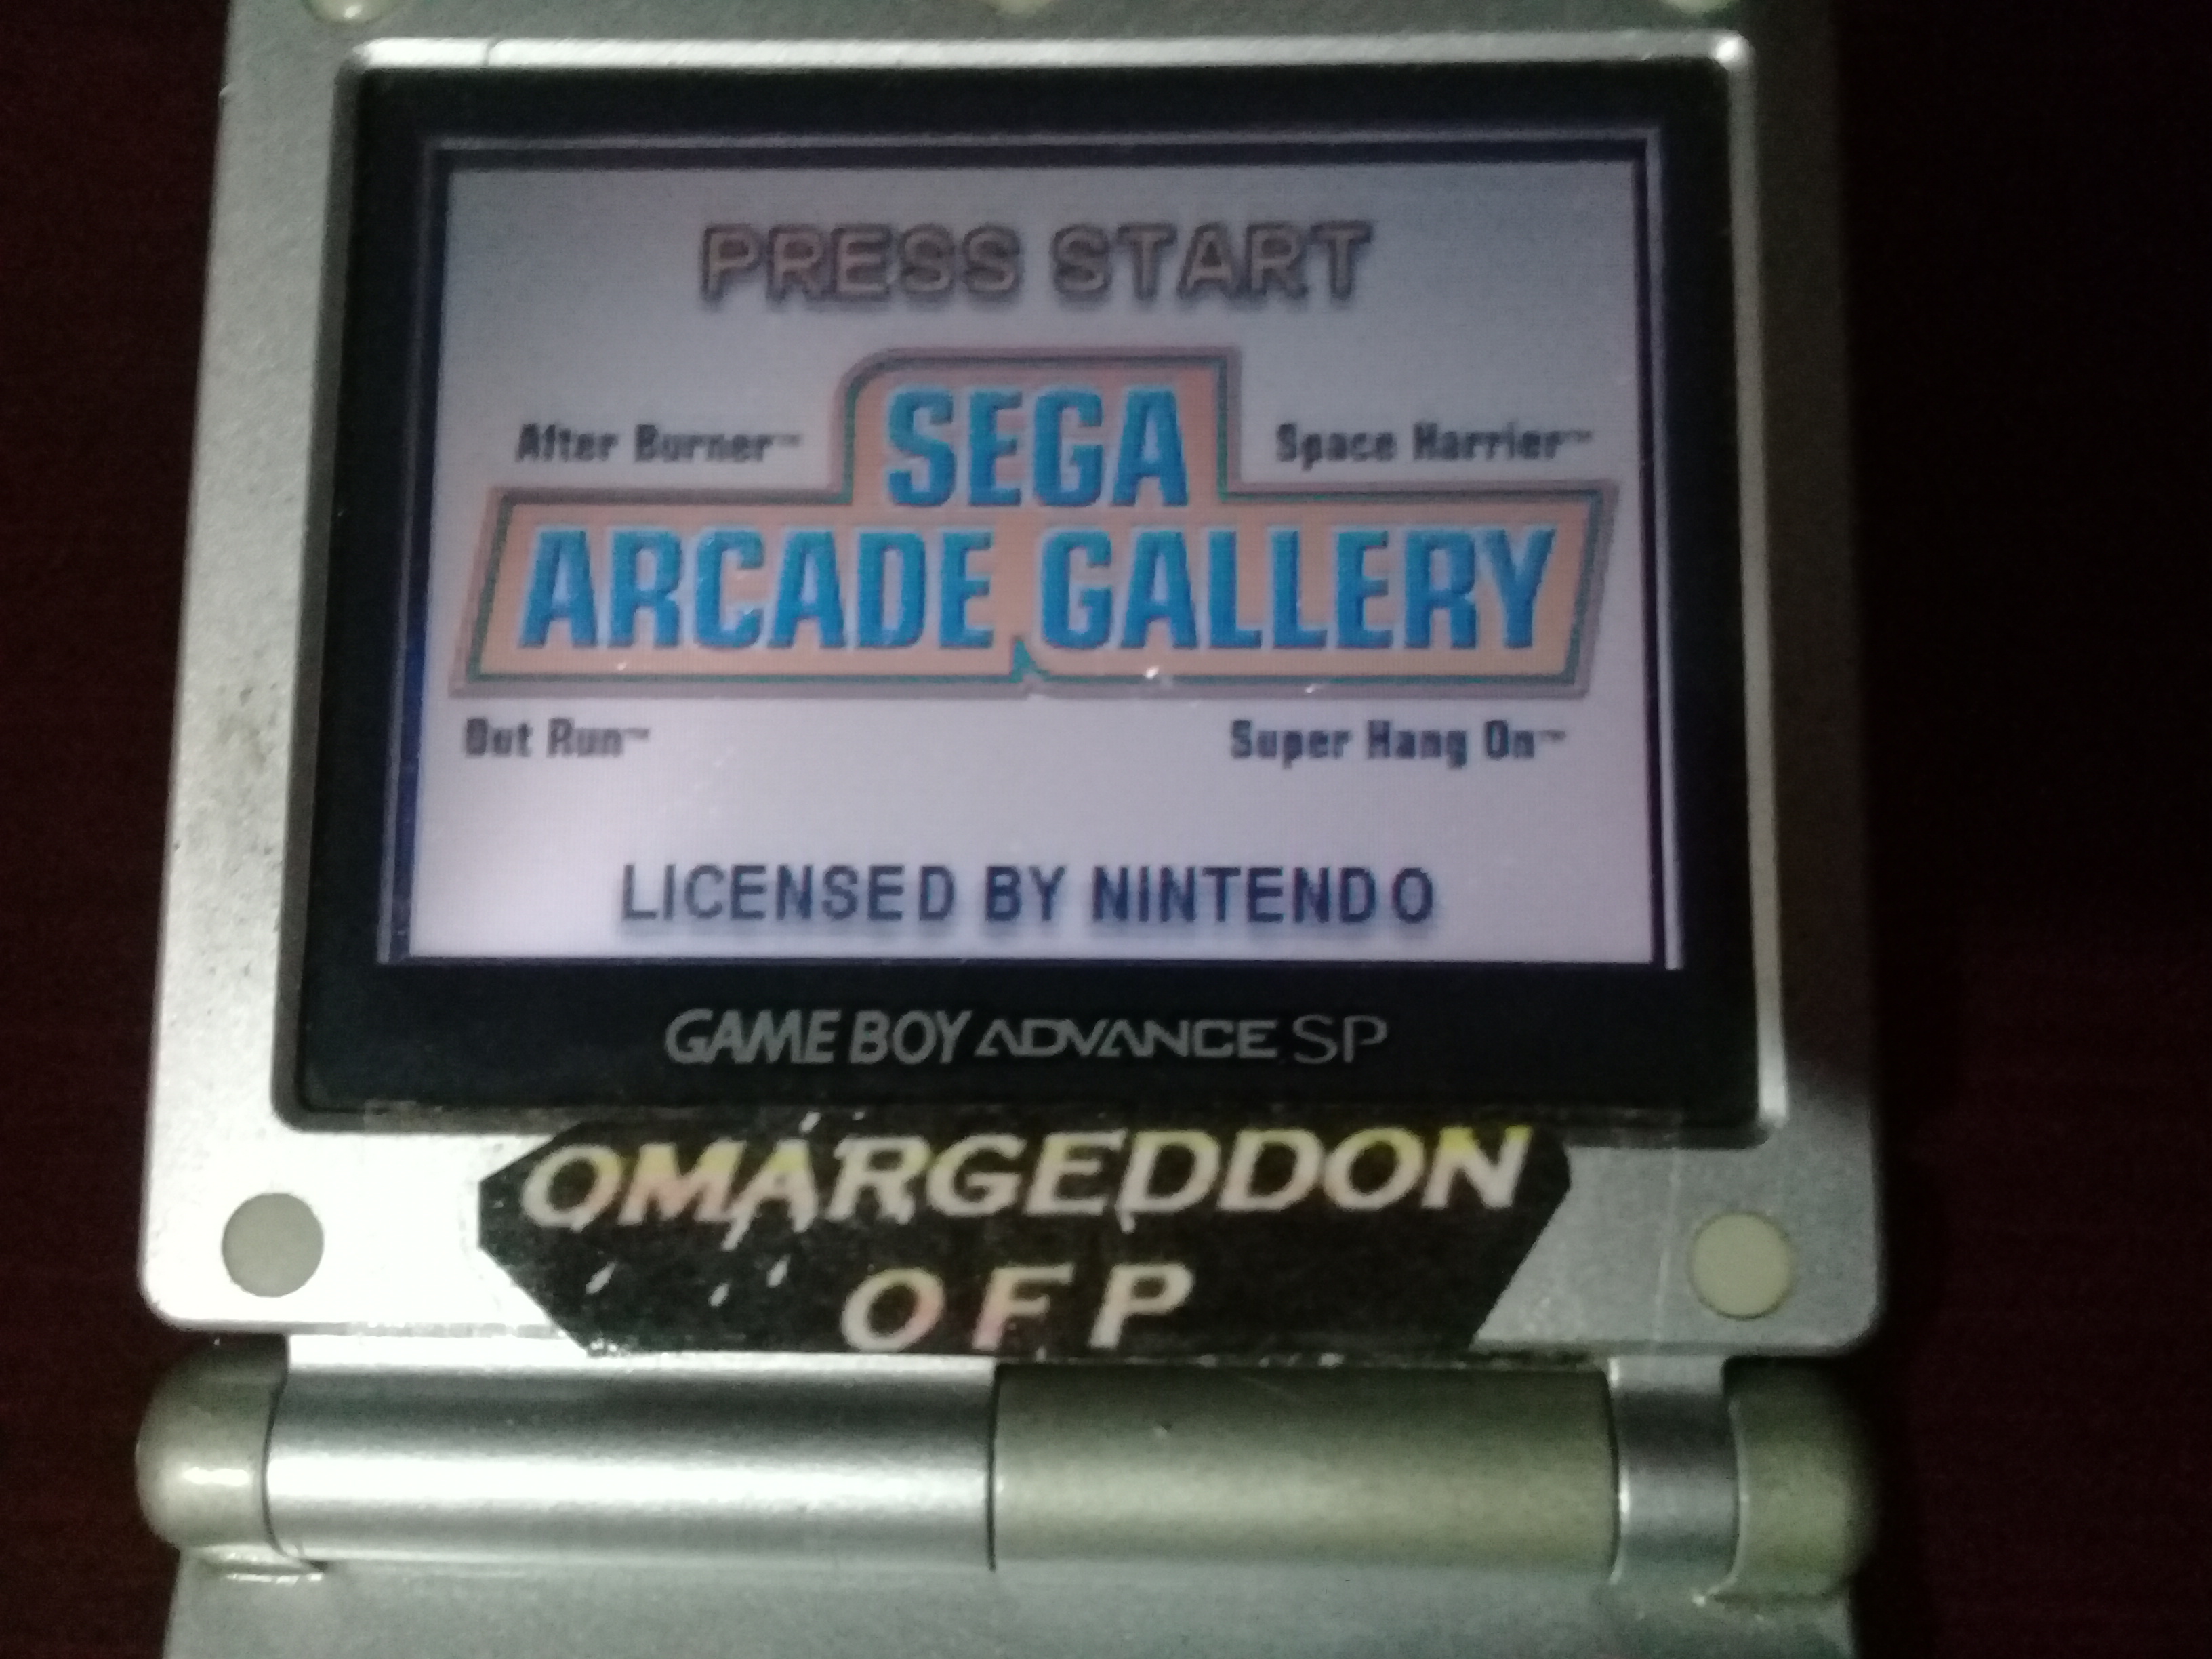 PRESS START
After Burner™
Space Harrier™
SEGA
ARCADE GALLERY
Out Run™
Super Hang On™
LICENSED BY NINTENDO
GAME BOY ADVANCE SP
OMARGEDDON
OFP